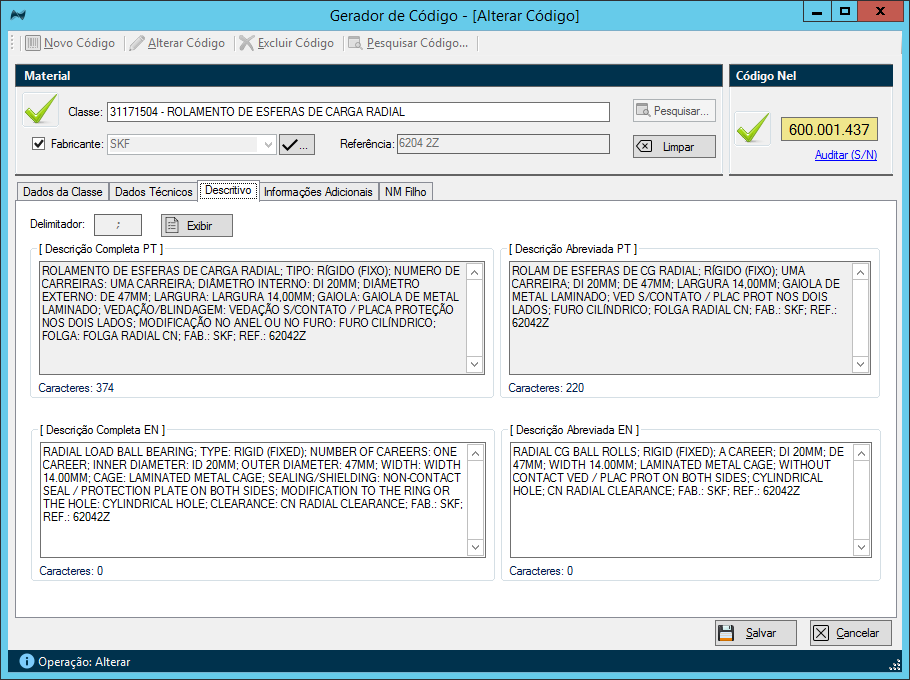 Gerador de Código - [Alterar Código]
Novo Código
Alterar Código
Excluir Código
Pesquisar Código...
Material
Código Nel
Classe:
31171504 - ROLAMENTO DE ESFERAS DE CARGA RADIAL
Pesquisar...
Fabricante:
SKF
...
Referência:
6204 2Z
Limpar
600.001.437
Auditar (S/N)
Dados da Classe
Dados Técnicos
Descritivo
Informações Adicionais
NM Filho
Delimitador:
;
Exibir
[ Descrição Completa PT ]
ROLAMENTO DE ESFERAS DE CARGA RADIAL; TIPO: RÍGIDO (FIXO); NUMERO DE
CARREIRAS: UMA CARREIRA; DIÂMETRO INTERNO: DI 20MM; DIÂMETRO
EXTERNO: DE 47MM; LARGURA: LARGURA 14,00MM; GAIOLA: GAIOLA DE METAL
LAMINADO; VEDAÇÃO/BLINDAGEM: VEDAÇÃO S/CONTATO / PLACA PROTEÇÃO
NOS DOIS LADOS; MODIFICAÇÃO NO ANEL OU NO FURO: FURO CILÍNDRICO;
FOLGA: FOLGA RADIAL CN; FAB.: SKF; REF.: 62042Z
Caracteres: 374
[ Descrição Abreviada PT ]
ROLAM DE ESFERAS DE CG RADIAL; RÍGIDO (FIXO); UMA
CARREIRA; DI 20MM; DE 47MM; LARGURA 14,00MM; GAIOLA DE
METAL LAMINADO; VED S/CONTATO / PLAC PROT NOS DOIS
LADOS; FURO CILÍNDRICO; FOLGA RADIAL CN; FAB.: SKF; REF.:
62042Z
Caracteres: 220
[ Descrição Completa EN ]
RADIAL LOAD BALL BEARING; TYPE: RIGID (FIXED); NUMBER OF CAREERS: ONE
CAREER; INNER DIAMETER: ID 20MM; OUTER DIAMETER: 47MM; WIDTH: WIDTH
14.00MM; CAGE: LAMINATED METAL CAGE; SEALING/SHIELDING: NON-CONTACT
SEAL / PROTECTION PLATE ON BOTH SIDES; MODIFICATION TO THE RING OR
THE HOLE: CYLINDRICAL HOLE; CLEARANCE: CN RADIAL CLEARANCE; FAB.: SKF;
REF.: 62042Z
Caracteres: 0
[ Descrição Abreviada EN ]
RADIAL CG BALL ROLLS; RIGID (FIXED); A CAREER; DI 20MM; DE
47MM; WIDTH 14.00MM; LAMINATED METAL CAGE; WITHOUT
CONTACT VED / PLAC PROT ON BOTH SIDES; CYLINDRICAL
HOLE; CN RADIAL CLEARANCE; FAB.: SKF; REF.: 62042Z
Caracteres: 0
Salvar
Cancelar
Operação: Alterar